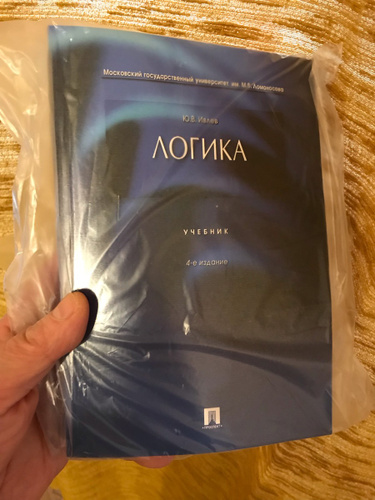 Московский государственный университет им. М.В. Ломоносова
Ю.В. Ивлев
ЛОГИКА
УЧЕБНИК
4-е издание
П